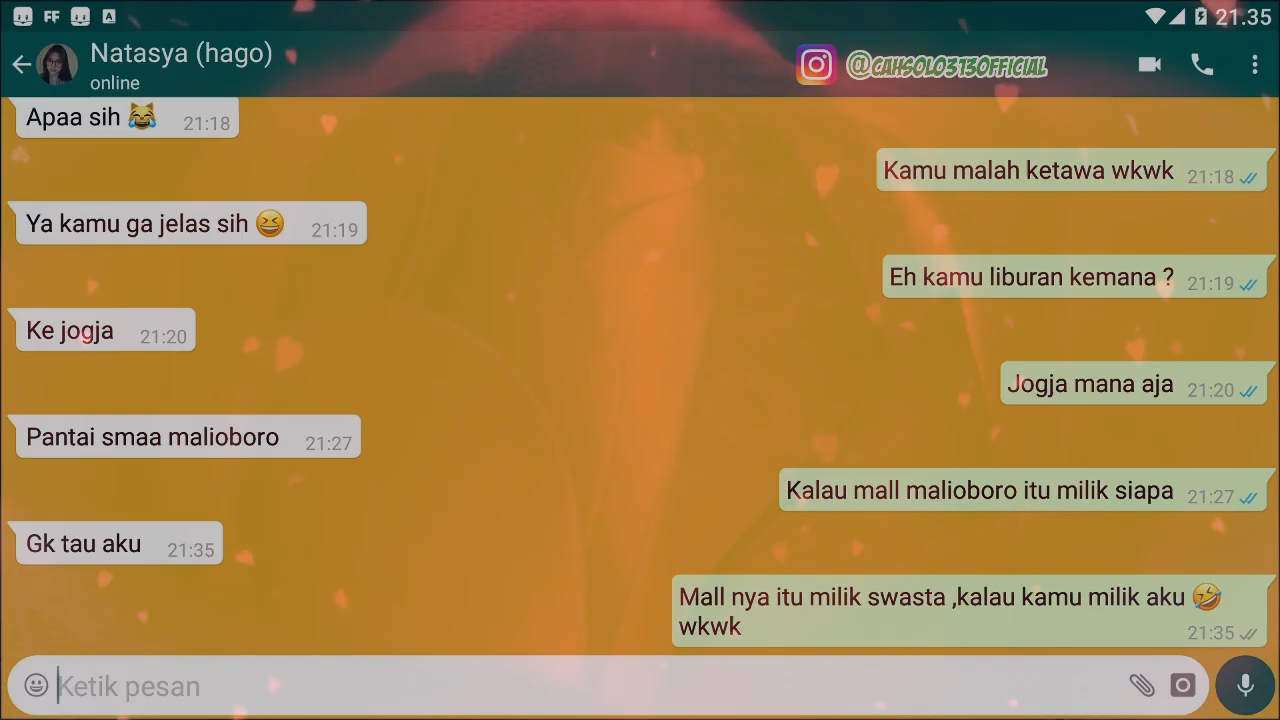 FF A 21.35
Natasya (hago)
online
@CAHSOLO313OFFICIAL
Apaa sih 😹 21:18
Kamu malah ketawa wkwk 21:18
Ya kamu ga jelas sih 😆 21:19
Eh kamu liburan kemana ? 21:19
Ke jogja 21:20
Jogja mana aja 21:20
Pantai smaa malioboro 21:27
Kalau mall malioboro itu milik siapa 21:27
Gk tau aku 21:35
Mall nya itu milik swasta ,kalau kamu milik aku 🤣
wkwk 21:35
Ketik pesan